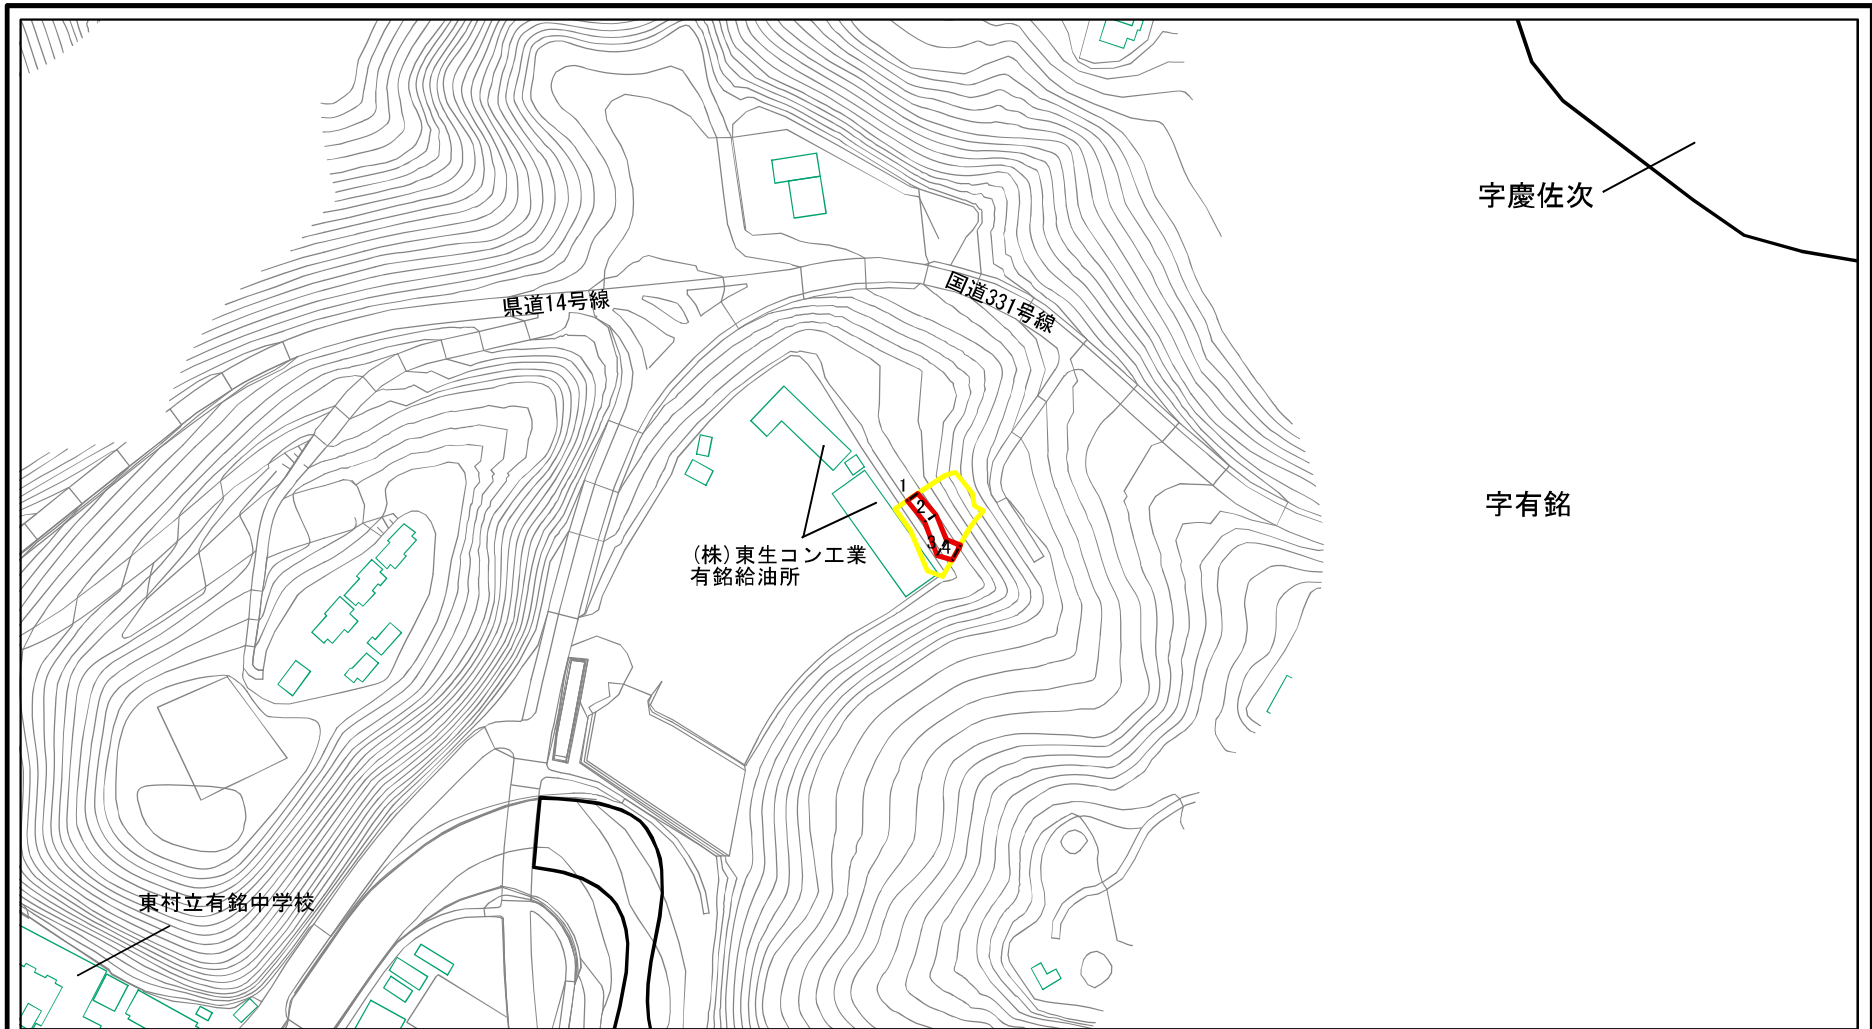 字慶佐次
県道14号線
国道331号線
字有銘
1
2
3
4
(株)東生コン工業
有銘給油所
東村立有銘中学校